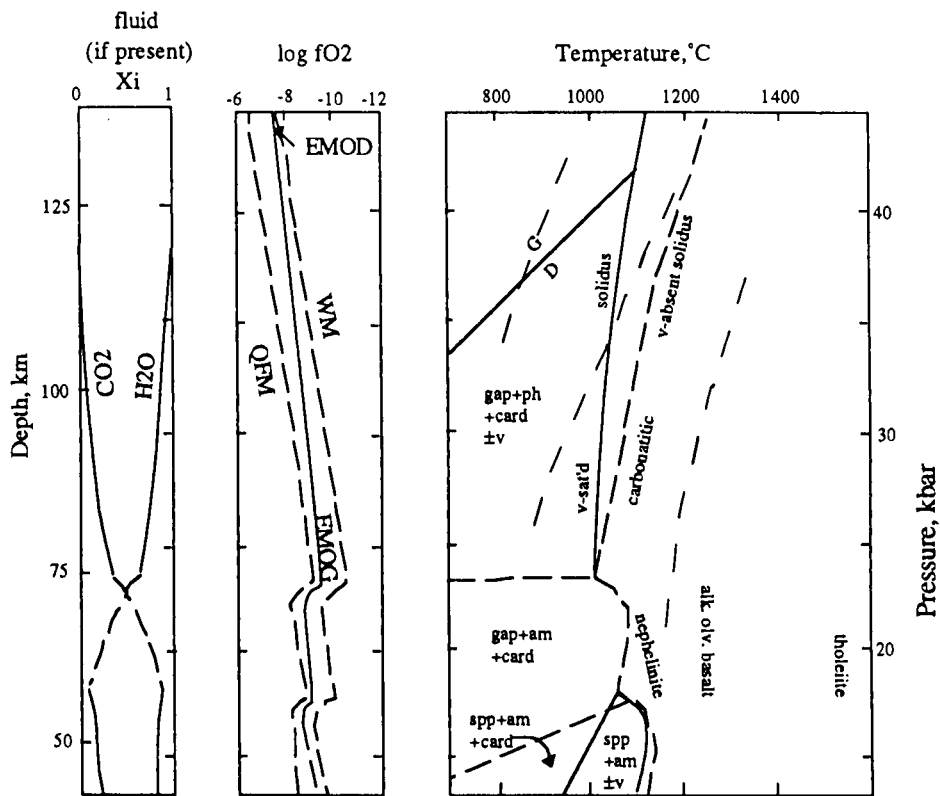 fluid
(if present)
Xi
0 1
log fO2
-6 -8 -10 -12
Temperature, °C
800 1000 1200 1400
Depth, km
125
100
75
50
CO2
H2O
EMOD
WM
QFM
EMOG
G
D
solidus
v-absent solidus
gap+ph
+card
±v
v-sat'd
carbonatitic
gap+am
+card
nephelinite
alk. olv. basalt
tholeiite
spp+am
+card
spp
+am
±v
40
30
20
Pressure, kbar